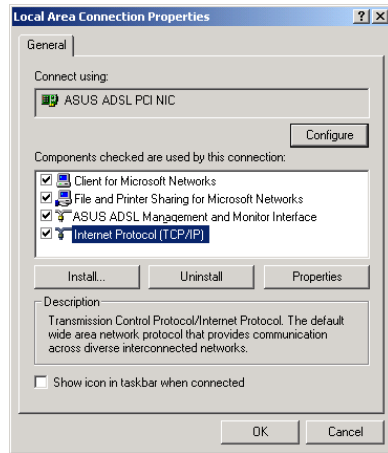 Local Area Connection Properties
General
Connect using:
ASUS ADSL PCI NIC
Configure
Components checked are used by this connection:
Client for Microsoft Networks
File and Printer Sharing for Microsoft Networks
ASUS ADSL Management and Monitor Interface
Internet Protocol (TCP/IP)
Install... Uninstall Properties
Description
Transmission Control Protocol/Internet Protocol. The default
wide area network protocol that provides communication
across diverse interconnected networks.
Show icon in taskbar when connected
OK Cancel